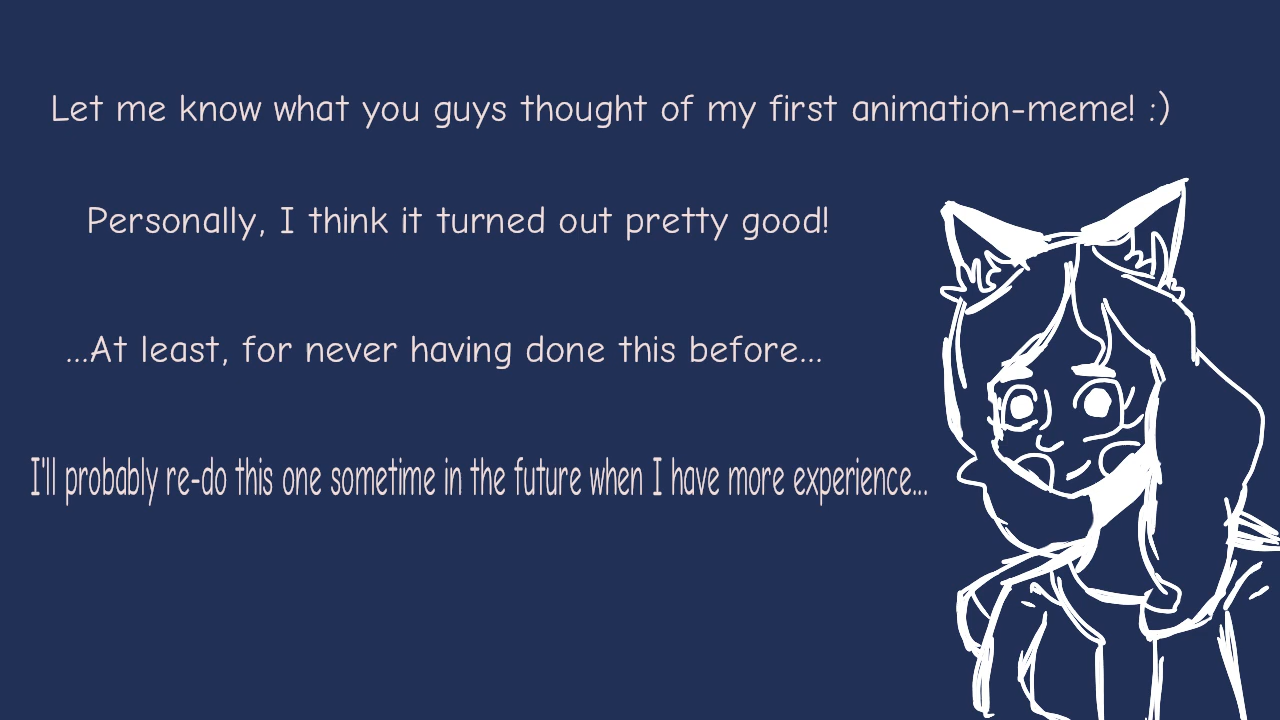 Let me know what you guys thought of my first animation-meme! :)
Personally, I think it turned out pretty good!
...At least, for never having done this before...
I'll probably re-do this one sometime in the future when I have more experience...